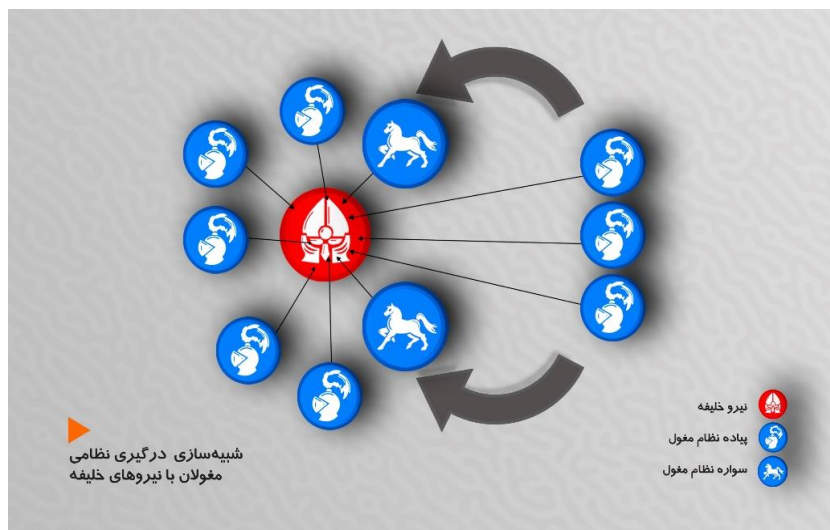 نیرو خلیفه
پیاده نظام مغول
سواره نظام مغول
شبیه‌سازی درگیری نظامی
مغولان با نیروهای خلیفه